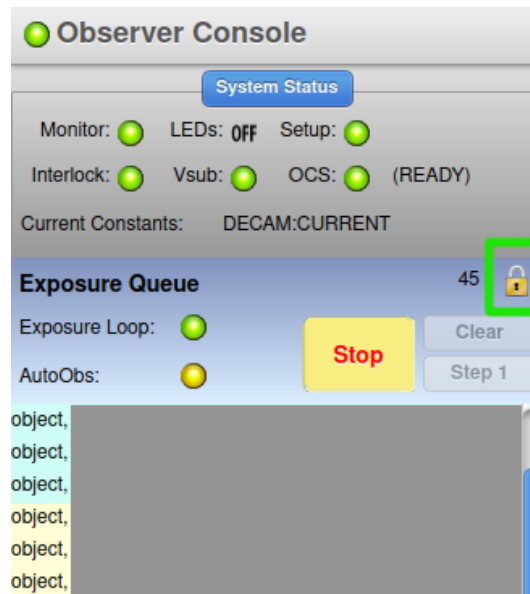 Observer Console
System Status
Monitor: LEDs: OFF Setup:
Interlock: Vsub: OCS: (READY)
Current Constants: DECAM:CURRENT
Exposure Queue 45
Exposure Loop:
Stop
Clear
AutoObs:
Step 1
object,
object,
object,
object,
object,
object,